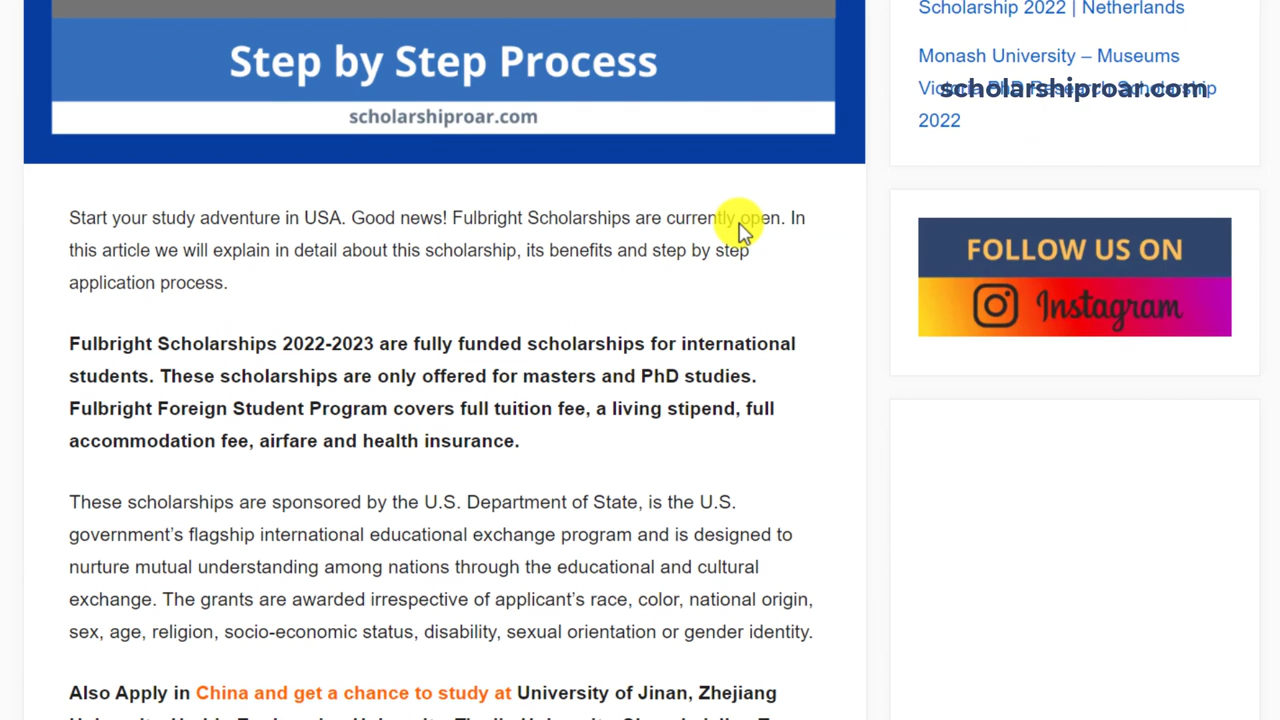 Step by Step Process
scholarshiproar.com
Start your study adventure in USA. Good news! Fulbright Scholarships are currently open. In
this article we will explain in detail about this scholarship, its benefits and step by step
application process.
Fulbright Scholarships 2022-2023 are fully funded scholarships for international
students. These scholarships are only offered for masters and PhD studies.
Fulbright Foreign Student Program covers full tuition fee, a living stipend, full
accommodation fee, airfare and health insurance.
These scholarships are sponsored by the U.S. Department of State, is the U.S.
government’s flagship international educational exchange program and is designed to
nurture mutual understanding among nations through the educational and cultural
exchange. The grants are awarded irrespective of applicant’s race, color, national origin,
sex, age, religion, socio-economic status, disability, sexual orientation or gender identity.
Also Apply in China and get a chance to study at University of Jinan, Zhejiang
Scholarship 2022 | Netherlands
Monash University – Museums
Victoria PhD Research Scholarship
2022
scholarshiproar.com
FOLLOW US ON
Instagram